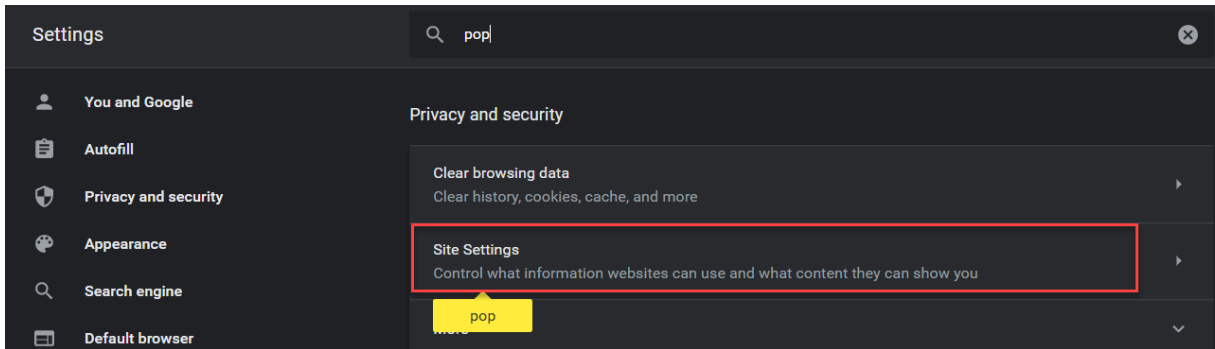 Settings
pop
You and Google
Autofill
Privacy and security
Appearance
Search engine
Default browser
Privacy and security
Clear browsing data
Clear history, cookies, cache, and more
Site Settings
Control what information websites can use and what content they can show you
pop
More